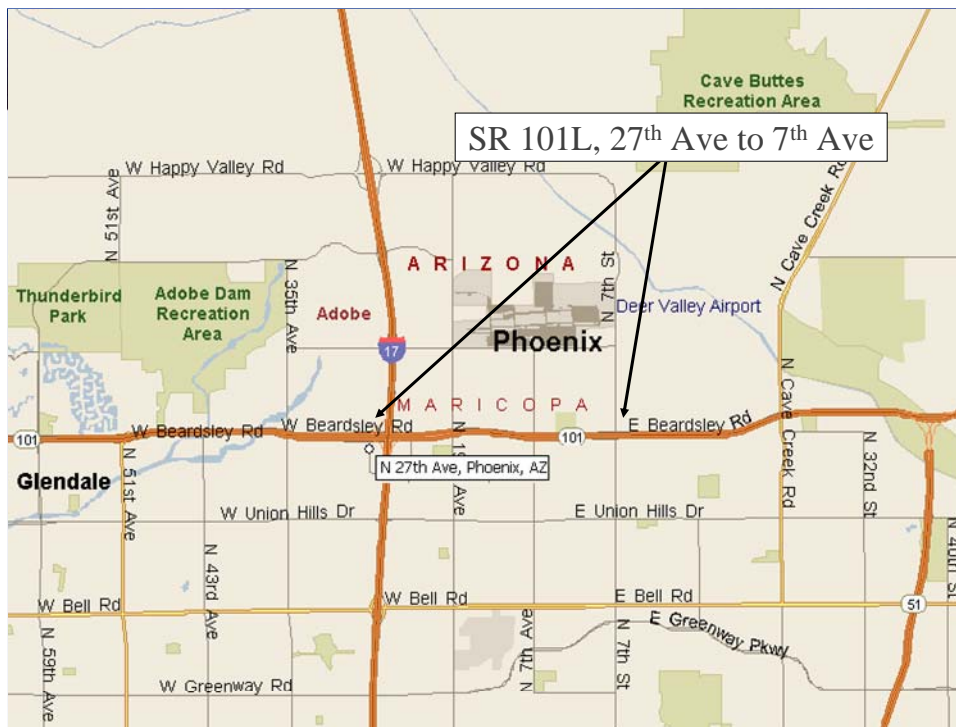 Cave Buttes
Recreation Area
SR 101L, 27th Ave to 7th Ave
W Happy Valley Rd
W Happy Valley Rd
N 51st Ave
N Cave Creek Rd
ARIZONA
N 7th St
N 35th Ave
Thunderbird
Park
Adobe Dam
Recreation
Area
Adobe
Deer Valley Airport
17
Phoenix
MARICOPA
N Cave Creek Rd
101
W Beardsley Rd
W Beardsley Rd
101
E Beardsley Rd
N 27th Ave, Phoenix, AZ
Glendale
N 51st Ave
Ave
N 32nd St
W Union Hills Dr
E Union Hills Dr
N 43rd Ave
N 40th St
W Bell Rd
W Bell Rd
E Bell Rd
51
N 59th Ave
N 7th Ave
N 7th St
E Greenway Pkwy
W Greenway Rd